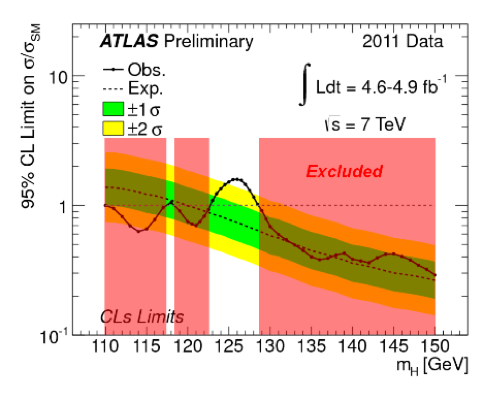 ATLAS Preliminary 2011 Data
95% CL Limit on σ/σSM
Obs.
Exp.
±1 σ
±2 σ
∫ Ldt = 4.6-4.9 fb-1
√s = 7 TeV
Excluded
CLs Limits
10
1
10-1
110 115 120 125 130 135 140 145 150
mH [GeV]